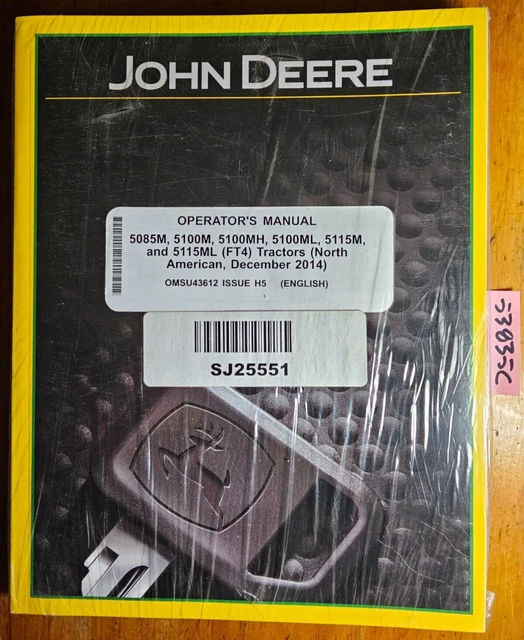 JOHN DEERE
OPERATOR'S MANUAL
5085M, 5100M, 5100MH, 5100ML, 5115M,
and 5115ML (FT4) Tractors (North
American, December 2014)
OMSU43612 ISSUE H5 (ENGLISH)
SJ25551